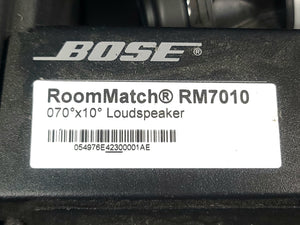 BOSE
RoomMatch® RM7010
070°x10° Loudspeaker
054976E42300001AE